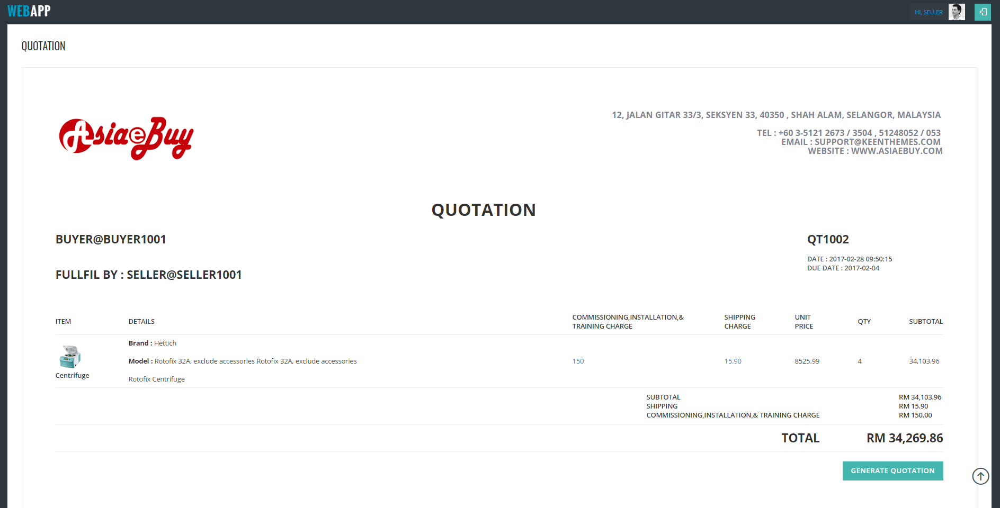 WEBAPP
HI, SELLER
QUOTATION
AsiaeBuy
12, JALAN GITAR 33/3, SEKSYEN 33, 40350 , SHAH ALAM, SELANGOR, MALAYSIA
TEL : +60 3-5121 2673 / 3504 , 51248052 / 053
EMAIL : SUPPORT@KEENTHEMES.COM
WEBSITE : WWW.ASIAEBUY.COM
QUOTATION
BUYER@BUYER1001
QT1002
DATE : 2017-02-28 09:50:15
DUE DATE : 2017-02-04
FULLFIL BY : SELLER@SELLER1001
ITEM DETAILS COMMISSIONING,INSTALLATION,& TRAINING CHARGE SHIPPING CHARGE UNIT PRICE QTY SUBTOTAL
Brand : Hettich
Model : Rotofix 32A, exclude accessories Rotofix 32A, exclude accessories 150 15.90 8525.99 4 34,103.96
Centrifuge
Rotofix Centrifuge
SUBTOTAL RM 34,103.96
SHIPPING RM 15.90
COMMISSIONING,INSTALLATION,& TRAINING CHARGE RM 150.00
TOTAL RM 34,269.86
GENERATE QUOTATION